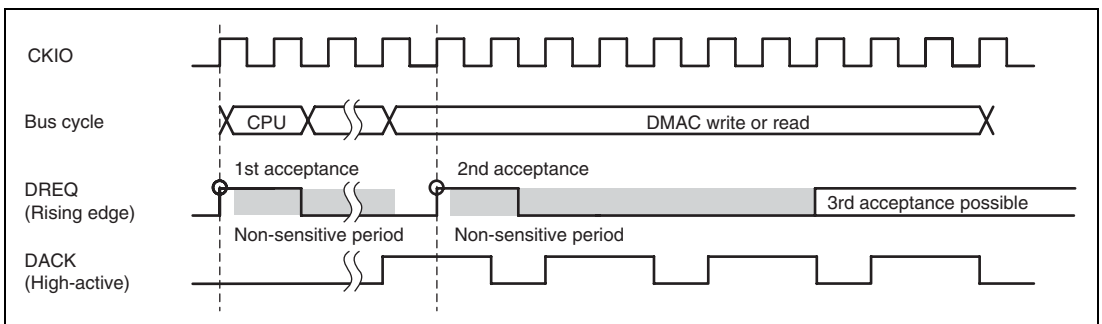 CKIO
Bus cycle
CPU
DMAC write or read
1st acceptance
2nd acceptance
DREQ
(Rising edge)
3rd acceptance possible
Non-sensitive period
Non-sensitive period
DACK
(High-active)